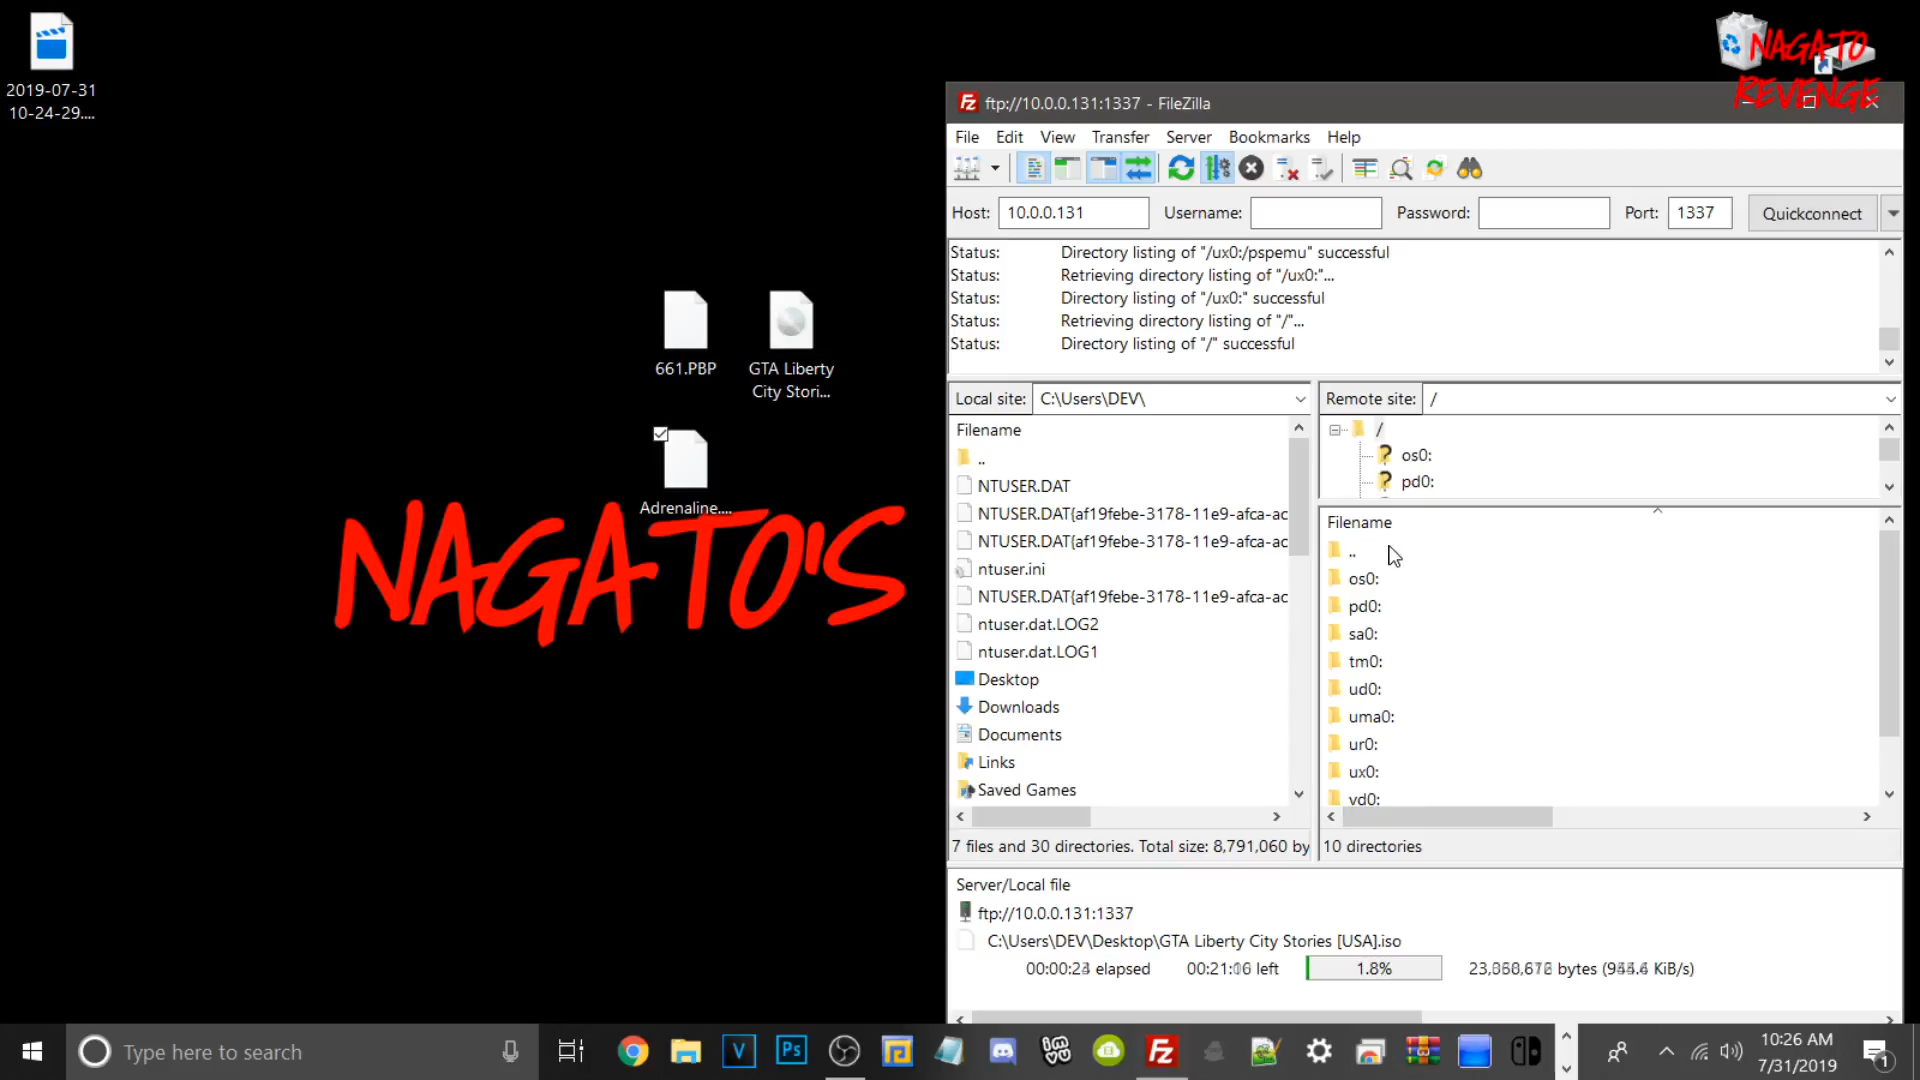 2019-07-31
10-24-29....
NAGATO
REVENGE
661.PBP
GTA Liberty
City Stori...
Adrenaline....
NAGATO'S
ftp://10.0.0.131:1337 - FileZilla
File Edit View Transfer Server Bookmarks Help
Host: 10.0.0.131 Username: Password: Port: 1337 Quickconnect
Status: Directory listing of "/ux0:/pspemu" successful
Status: Retrieving directory listing of "/ux0:"...
Status: Directory listing of "/ux0:" successful
Status: Retrieving directory listing of "/"...
Status: Directory listing of "/" successful
Local site: C:\Users\DEV\
Filename
..
NTUSER.DAT
NTUSER.DAT{af19febe-3178-11e9-afca-ac
NTUSER.DAT{af19febe-3178-11e9-afca-ac
ntuser.ini
NTUSER.DAT{af19febe-3178-11e9-afca-ac
ntuser.dat.LOG2
ntuser.dat.LOG1
Desktop
Downloads
Documents
Links
Saved Games
7 files and 30 directories. Total size: 8,791,060 by
Remote site: /
/
os0:
pd0:
Filename
..
os0:
pd0:
sa0:
tm0:
ud0:
uma0:
ur0:
ux0:
vd0:
10 directories
Server/Local file
ftp://10.0.0.131:1337
C:\Users\DEV\Desktop\GTA Liberty City Stories [USA].iso
elapsed left 1.8% bytes
Type here to search
10:26 AM
7/31/2019
1